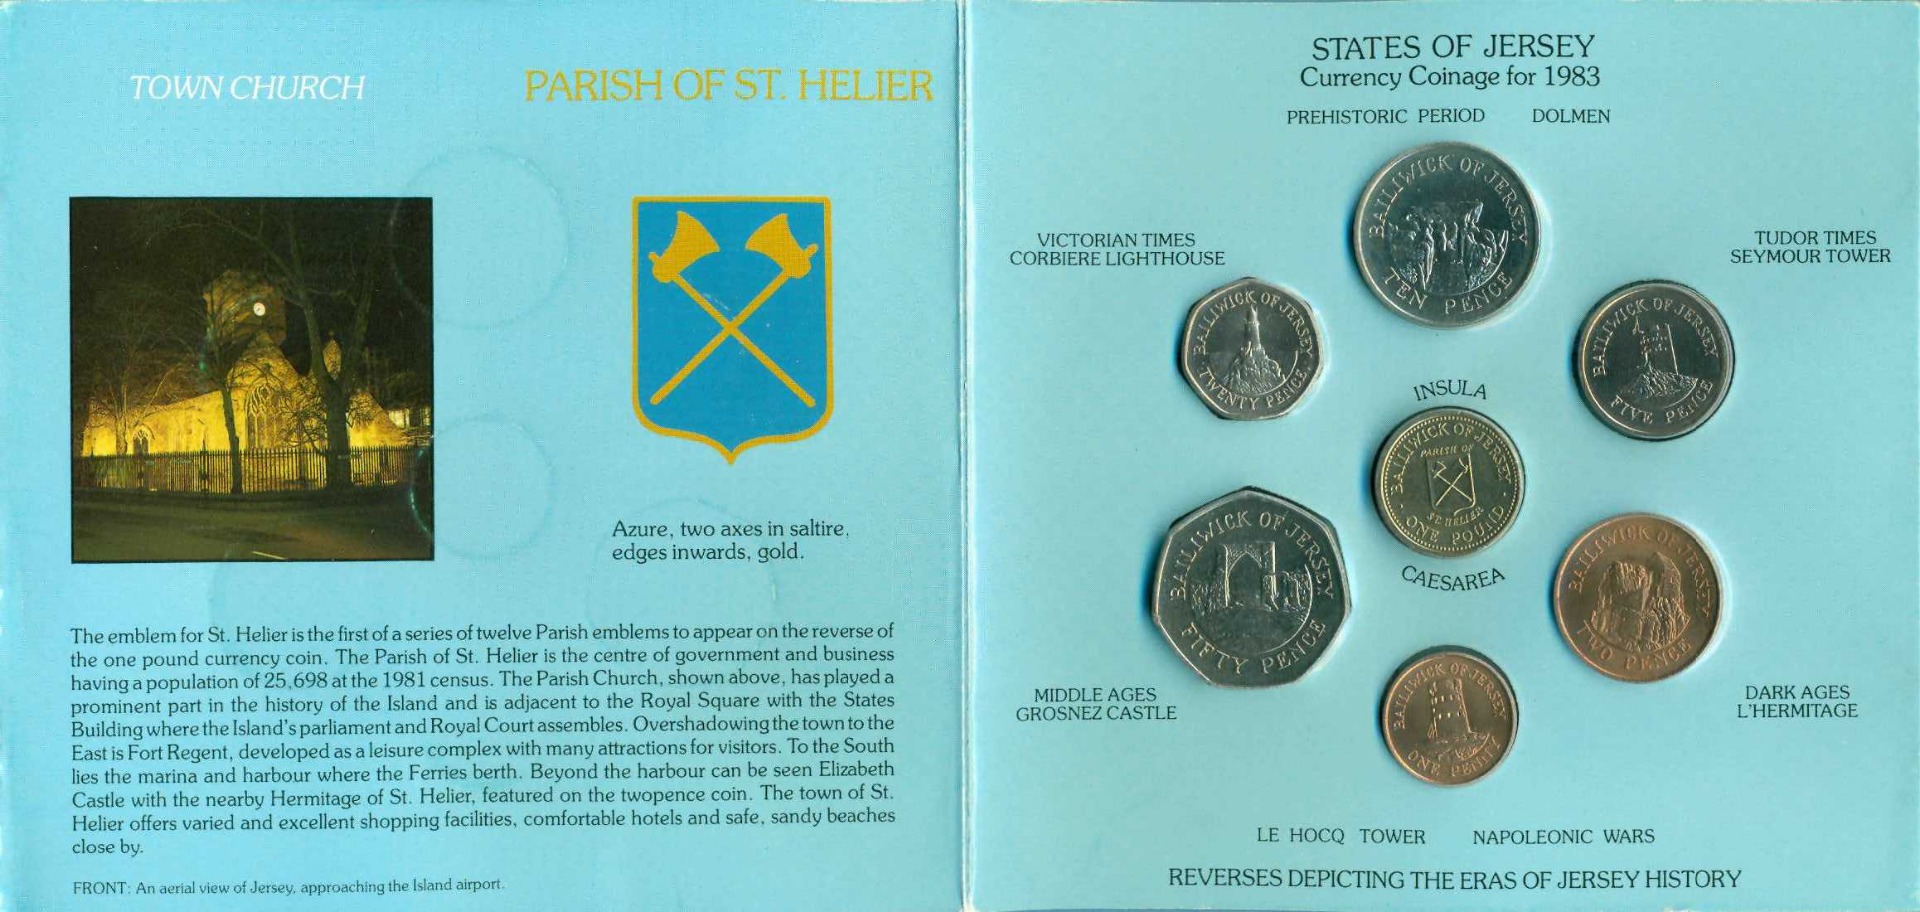 TOWN CHURCH
PARISH OF ST. HELIER
Azure, two axes in saltire,
edges inwards, gold.
The emblem for St. Helier is the first of a series of twelve Parish emblems to appear on the reverse of
the one pound currency coin. The Parish of St. Helier is the centre of government and business
having a population of 25,698 at the 1981 census. The Parish Church, shown above, has played a
prominent part in the history of the Island and is adjacent to the Royal Square with the States
Building where the Island's parliament and Royal Court assembles. Overshadowing the town to the
East is Fort Regent, developed as a leisure complex with many attractions for visitors. To the South
lies the marina and harbour where the Ferries berth. Beyond the harbour can be seen Elizabeth
Castle with the nearby Hermitage of St. Helier, featured on the twopence coin. The town of St.
Helier offers varied and excellent shopping facilities, comfortable hotels and safe, sandy beaches
close by.
FRONT: An aerial view of Jersey, approaching the Island airport.
STATES OF JERSEY
Currency Coinage for 1983
PREHISTORIC PERIOD DOLMEN
BAILIWICK OF JERSEY
TEN PENCE
VICTORIAN TIMES
CORBIERE LIGHTHOUSE
BAILIWICK OF JERSEY
TWENTY PENCE
TUDOR TIMES
SEYMOUR TOWER
BAILIWICK OF JERSEY
FIVE PENCE
INSULA
BAILIWICK OF JERSEY
PARISH OF
ST. HELIER
ONE POUND
CAESAREA
BAILIWICK OF JERSEY
FIFTY PENCE
MIDDLE AGES
GROSNEZ CASTLE
BAILIWICK OF JERSEY
TWO PENCE
DARK AGES
L'HERMITAGE
BAILIWICK OF JERSEY
ONE PENNY
LE HOCQ TOWER NAPOLEONIC WARS
REVERSES DEPICTING THE ERAS OF JERSEY HISTORY